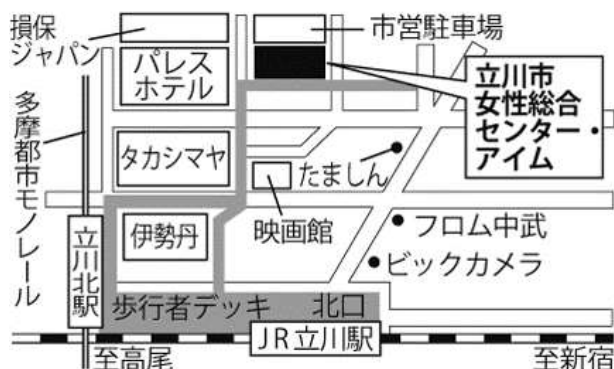 損保
ジャパン
市営駐車場
パレス
ホテル
立川市
女性総合
センター・
アイム
多摩都市モノレール
タカシマヤ
たましん
映画館
伊勢丹
フロム中武
ビックカメラ
立川北駅
歩行者デッキ
北口
JR立川駅
至高尾
至新宿